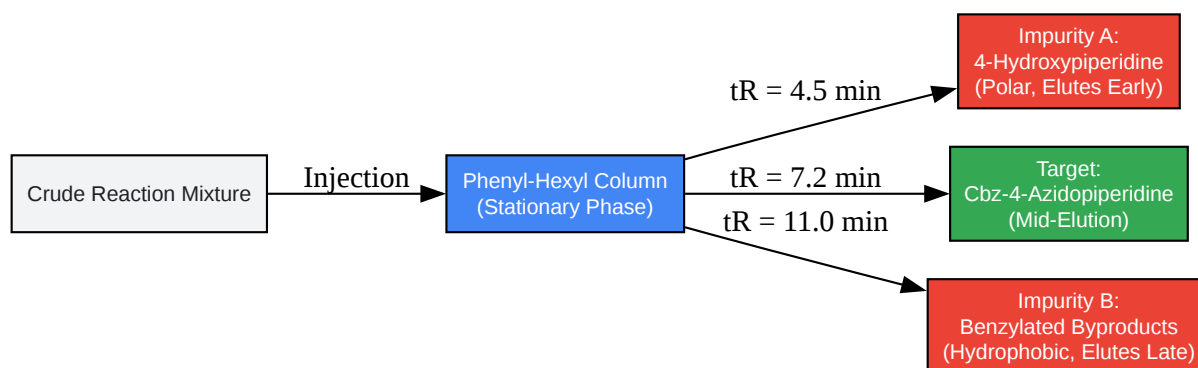 Crude Reaction Mixture
Injection
Phenyl-Hexyl Column
(Stationary Phase)
tR = 4.5 min
tR = 7.2 min
tR = 11.0 min
Impurity A:
4-Hydroxypiperidine
(Polar, Elutes Early)
Target:
Cbz-4-Azidopiperidine
(Mid-Elution)
Impurity B:
Benzylated Byproducts
(Hydrophobic, Elutes Late)